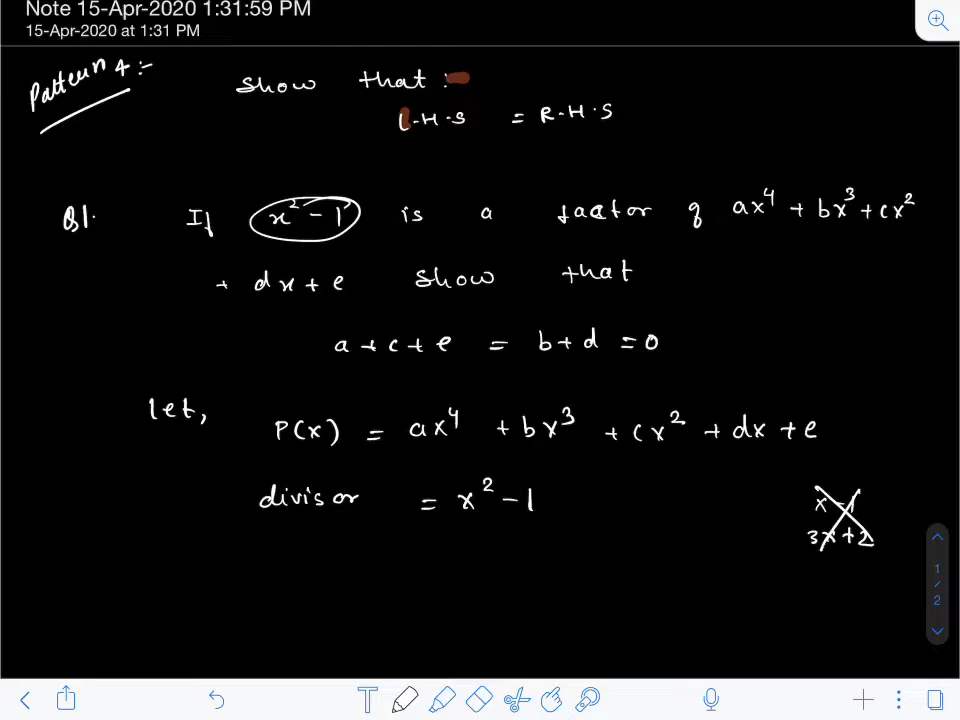 Note 15-Apr-2020 1:31:59 PM
15-Apr-2020 at 1:31 PM
Pattern 4 :-
Show that :
L.H.S = R.H.S
Q1. If x² - 1 is a factor of ax⁴ + bx³ + cx²
+ dx + e show that
a + c + e = b + d = 0
let,
P(x) = ax⁴ + bx³ + cx² + dx + e
divisor = x² - 1
x - 1
3x + 2
1/2